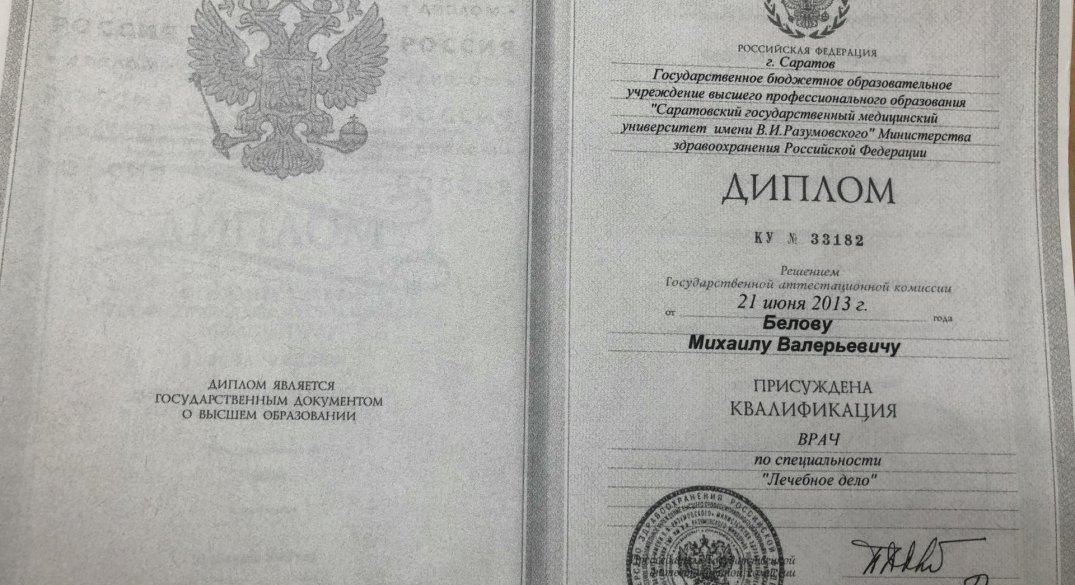 ДИПЛОМ ЯВЛЯЕТСЯ
ГОСУДАРСТВЕННЫМ ДОКУМЕНТОМ
О ВЫСШЕМ ОБРАЗОВАНИИ
РОССИЙСКАЯ ФЕДЕРАЦИЯ
г. Саратов
Государственное бюджетное образовательное
учреждение высшего профессионального образования
"Саратовский государственный медицинский
университет имени В.И.Разумовского" Министерства
здравоохранения Российской Федерации
ДИПЛОМ
КУ № 33182
Решением
Государственной аттестационной комиссии
от 21 июня 2013 г. года
Белову
Михаилу Валерьевичу
ПРИСУЖДЕНА
КВАЛИФИКАЦИЯ
ВРАЧ
по специальности
"Лечебное дело"